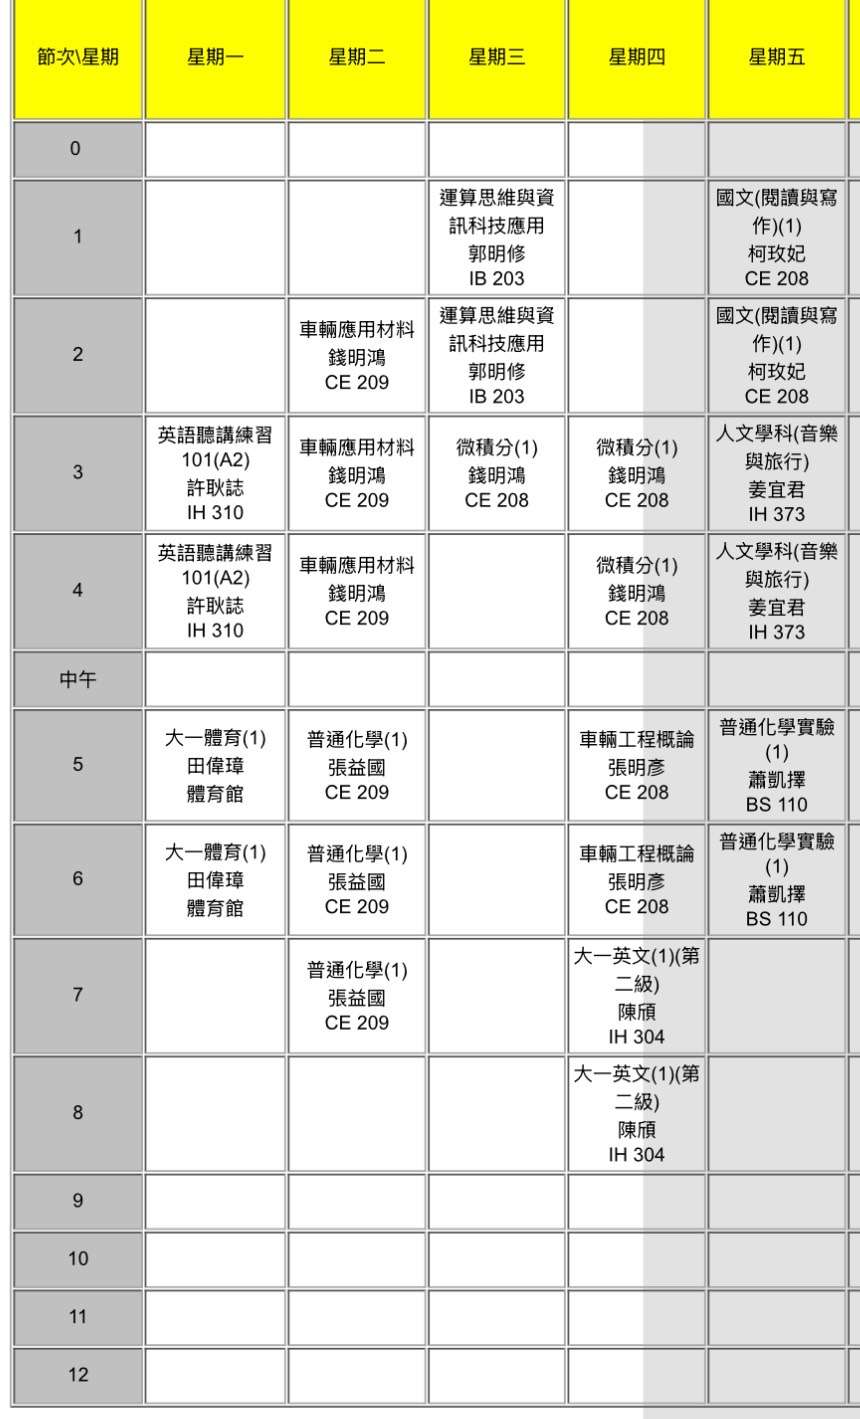 節次\星期 星期一 星期二 星期三 星期四 星期五
0
1
運算思維與資
訊科技應用
郭明修
IB 203
國文(閱讀與寫
作)(1)
柯玫妃
CE 208
2
車輛應用材料
錢明鴻
CE 209
運算思維與資
訊科技應用
郭明修
IB 203
國文(閱讀與寫
作)(1)
柯玫妃
CE 208
3
英語聽講練習
101(A2)
許耿誌
IH 310
車輛應用材料
錢明鴻
CE 209
微積分(1)
錢明鴻
CE 208
微積分(1)
錢明鴻
CE 208
人文學科(音樂
與旅行)
姜宜君
IH 373
4
英語聽講練習
101(A2)
許耿誌
IH 310
車輛應用材料
錢明鴻
CE 209
微積分(1)
錢明鴻
CE 208
人文學科(音樂
與旅行)
姜宜君
IH 373
中午
5
大一體育(1)
田偉璋
體育館
普通化學(1)
張益國
CE 209
車輛工程概論
張明彥
CE 208
普通化學實驗
(1)
蕭凱擇
BS 110
6
大一體育(1)
田偉璋
體育館
普通化學(1)
張益國
CE 209
車輛工程概論
張明彥
CE 208
普通化學實驗
(1)
蕭凱擇
BS 110
7
普通化學(1)
張益國
CE 209
大一英文(1)(第
二級)
陳頎
IH 304
8
大一英文(1)(第
二級)
陳頎
IH 304
9
10
11
12